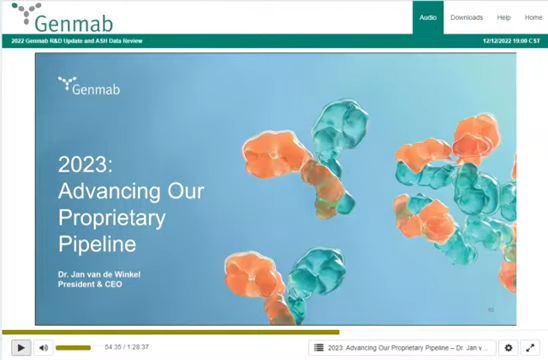 Genmab
Audio
Downloads
Help
Home
2022 Genmab R&D Update and ASH Data Review
12/12/2022 19:00 CST
Genmab
2023:
Advancing Our
Proprietary
Pipeline
Dr. Jan van de Winkel
President & CEO
54:35 / 1:28:37
2023: Advancing Our Proprietary Pipeline – Dr. Jan v...